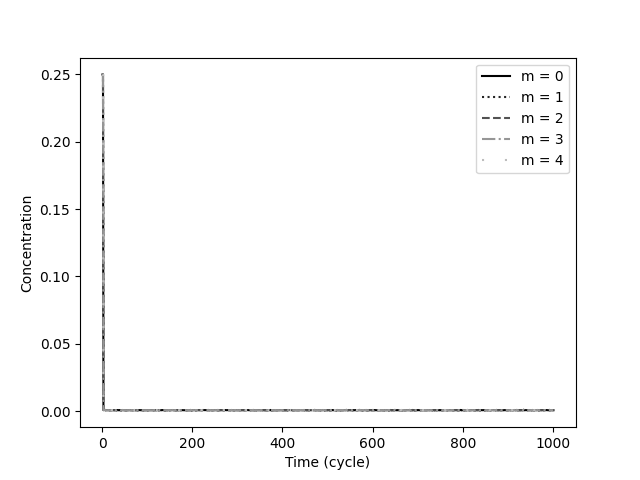 0.25
0.20
0.15
0.10
0.05
0.00
Concentration
0
200
400
600
800
1000
Time (cycle)
m = 0
m = 1
m = 2
m = 3
m = 4